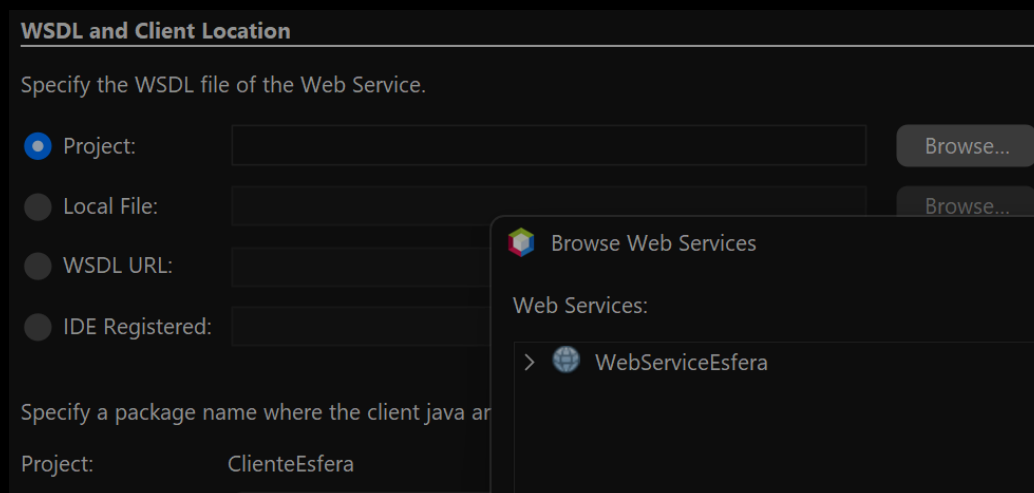 WSDL and Client Location
Specify the WSDL file of the Web Service.
Project:
Browse...
Local File:
Browse...
WSDL URL:
IDE Registered:
Browse Web Services
Web Services:
WebServiceEsfera
Specify a package name where the client java ar
Project:
ClienteEsfera